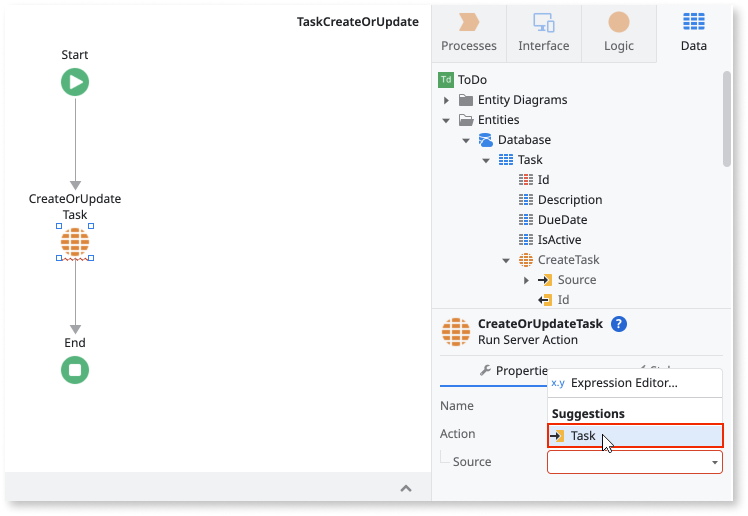 TaskCreateOrUpdate
Start
CreateOrUpdate
Task
End
Processes
Interface
Logic
Data
Td ToDo
Entity Diagrams
Entities
Database
Task
Id
Description
DueDate
IsActive
CreateTask
Source
Id
CreateOrUpdateTask ?
Run Server Action
Propertie
x.y Expression Editor...
Name
Suggestions
Action
Task
Source